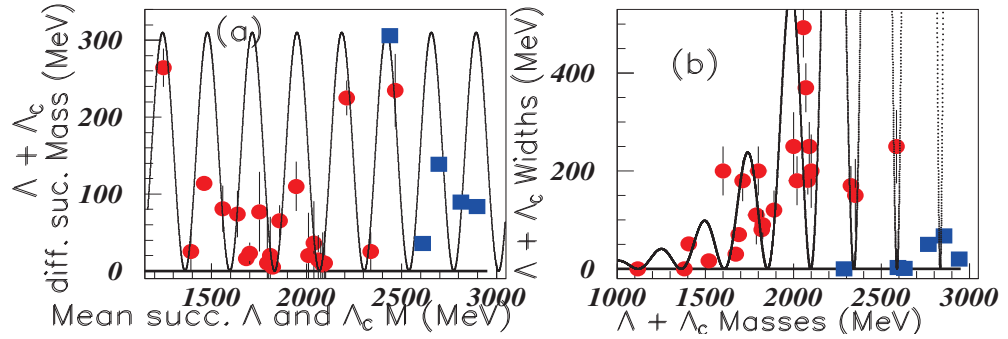 Λ + Λc
diff. succ. Mass (MeV)
300
200
100
0
(a)
1500 2000 2500 3000
Mean succ. Λ and Λc M (MeV)
Λ + Λc Widths (MeV)
400
200
0
(b)
1000 1500 2000 2500 3000
Λ + Λc Masses (MeV)